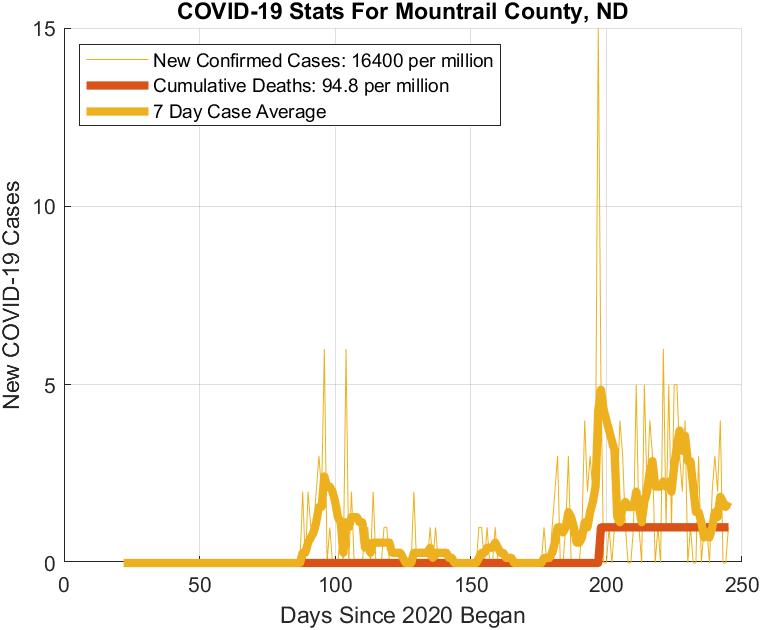 COVID-19 Stats For Mountrail County, ND
15
New Confirmed Cases: 16400 per million
Cumulative Deaths: 94.8 per million
7 Day Case Average
10
New COVID-19 Cases
5
0
0
50
100
150
200
250
Days Since 2020 Began